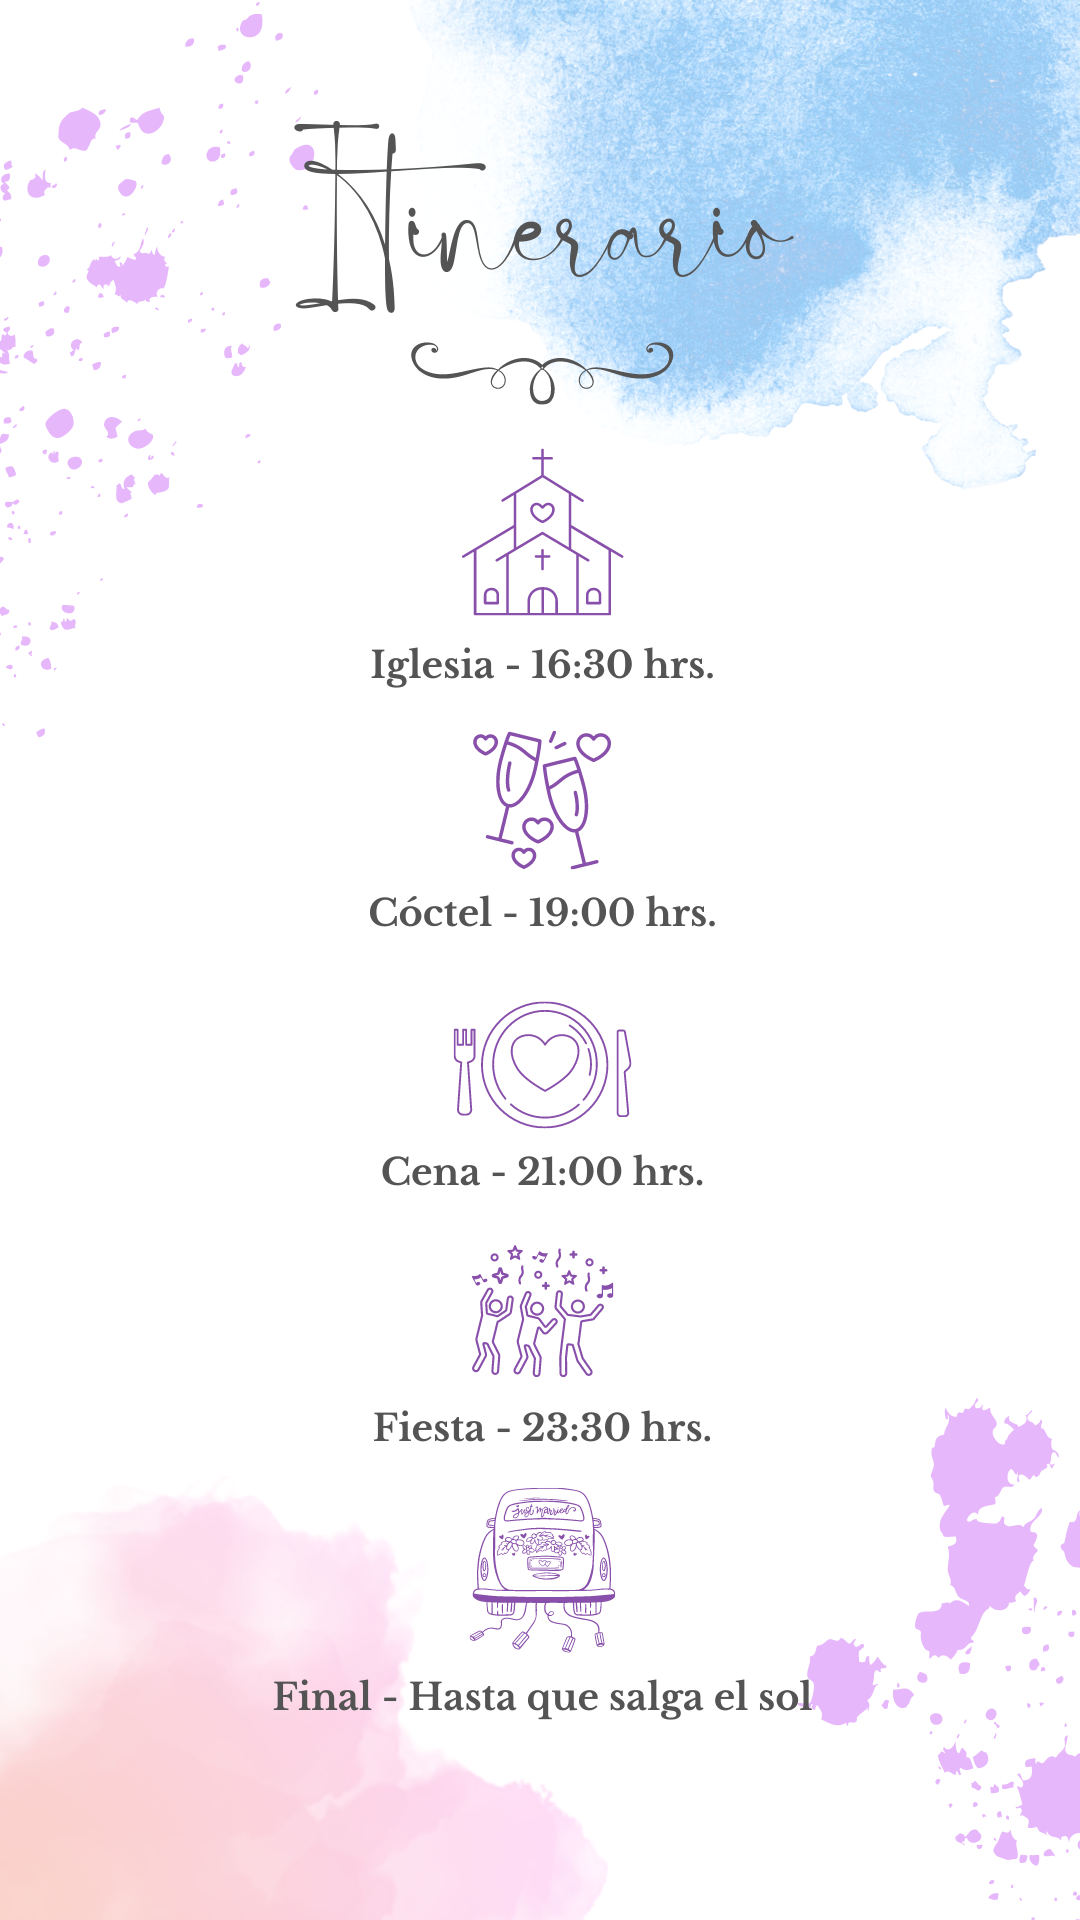 Itinerario
Iglesia - 16:30 hrs.
Cóctel - 19:00 hrs.
Cena - 21:00 hrs.
Fiesta - 23:30 hrs.
Just Married
Final - Hasta que salga el sol